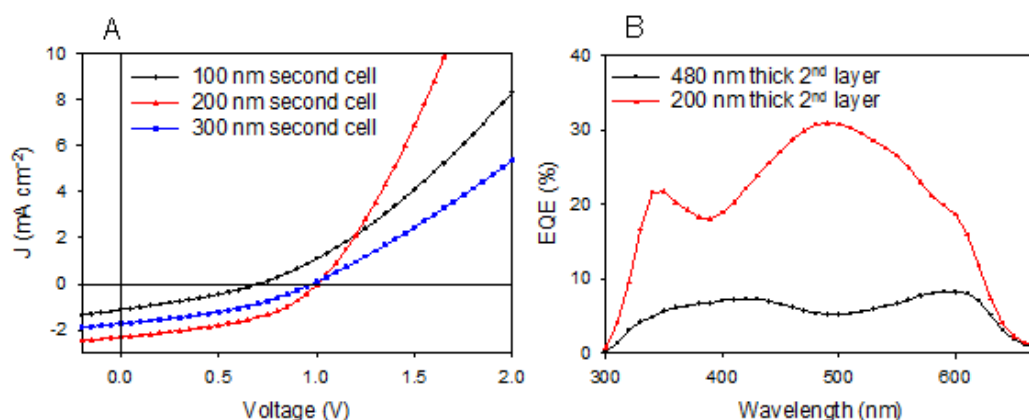 A
10
8
6
4
2
0
-2
J (mA cm⁻²)
100 nm second cell
200 nm second cell
300 nm second cell
0.0 0.5 1.0 1.5 2.0
Voltage (V)
B
40
30
20
10
0
EQE (%)
480 nm thick 2ⁿᵈ layer
200 nm thick 2ⁿᵈ layer
300 400 500 600
Wavelength (nm)